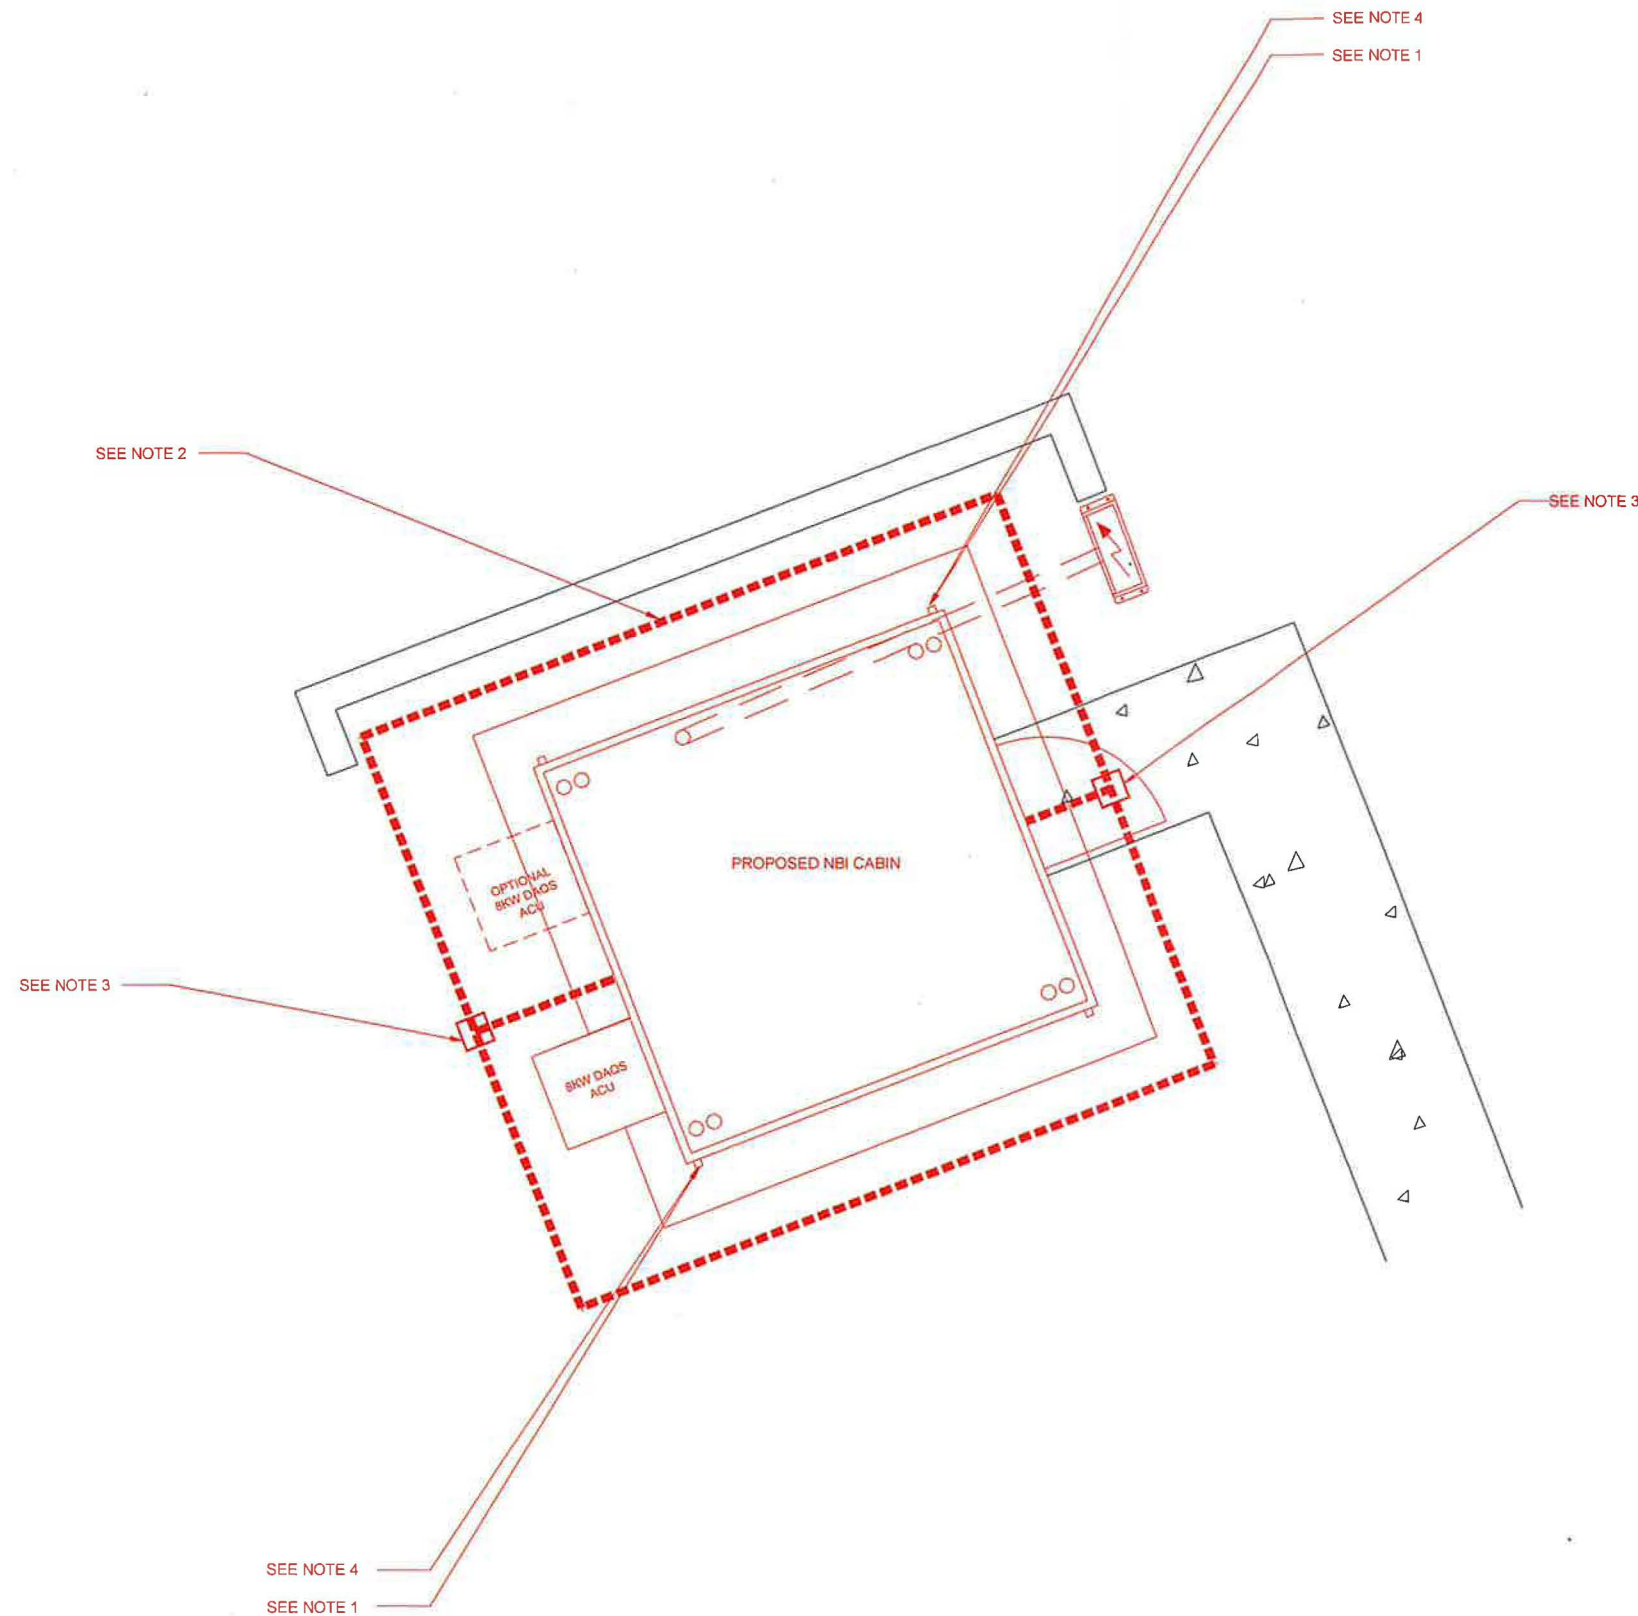 SEE NOTE 4
SEE NOTE 1
SEE NOTE 2
SEE NOTE 3
PROPOSED NBI CABIN
OPTIONAL
8KW DAQS
ACU
SEE NOTE 3
8KW DAQS
ACU
SEE NOTE 4
SEE NOTE 1